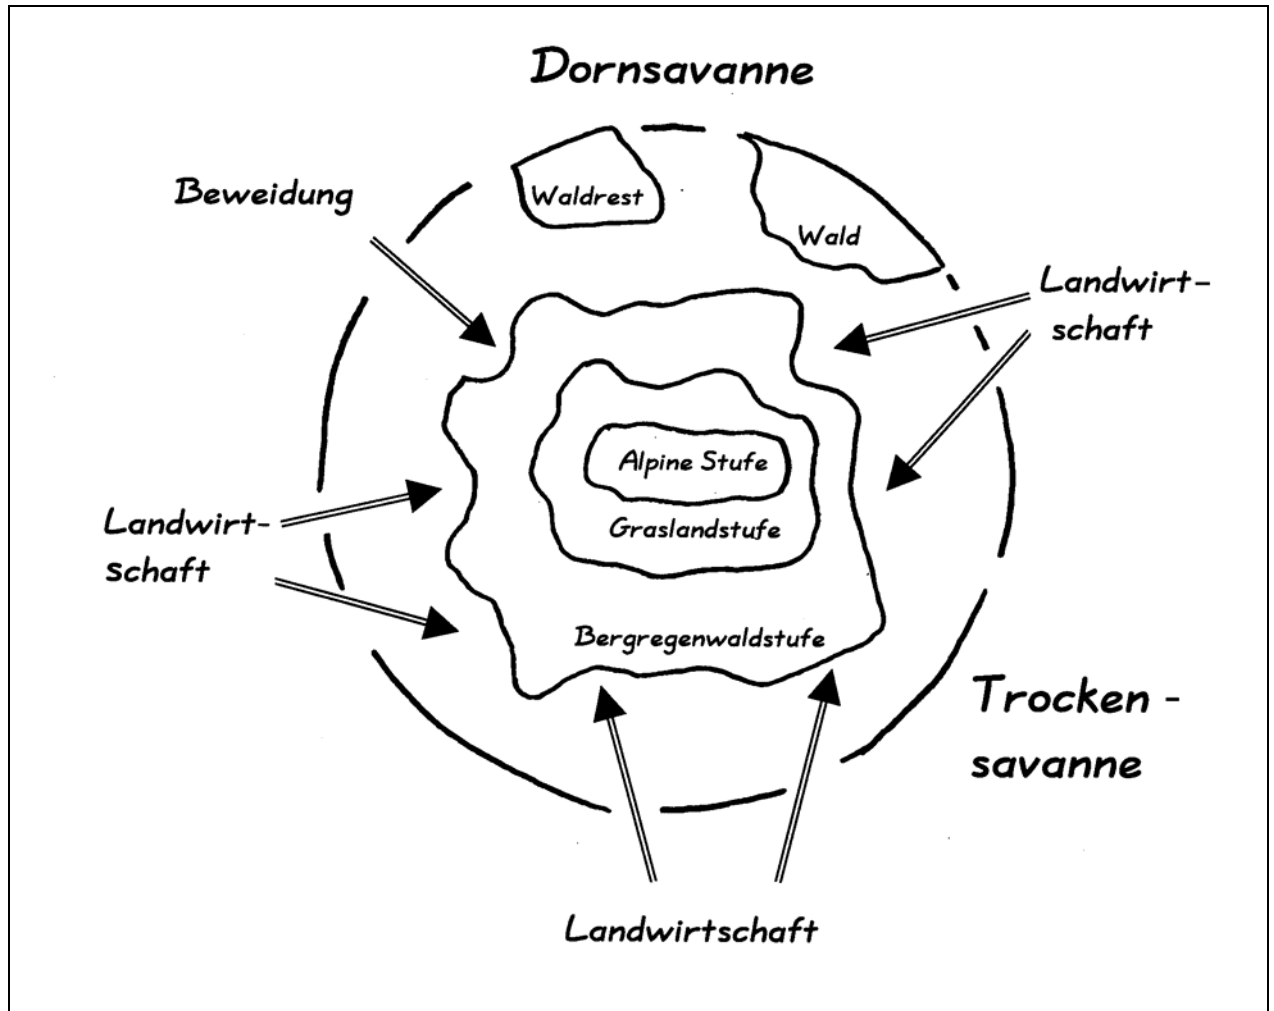 Dornsavanne
Waldrest
Beweidung
Wald
Landwirt-
schaft
Alpine Stufe
Graslandstufe
Landwirt-
schaft
Bergregenwaldstufe
Trocken-
savanne
Landwirtschaft